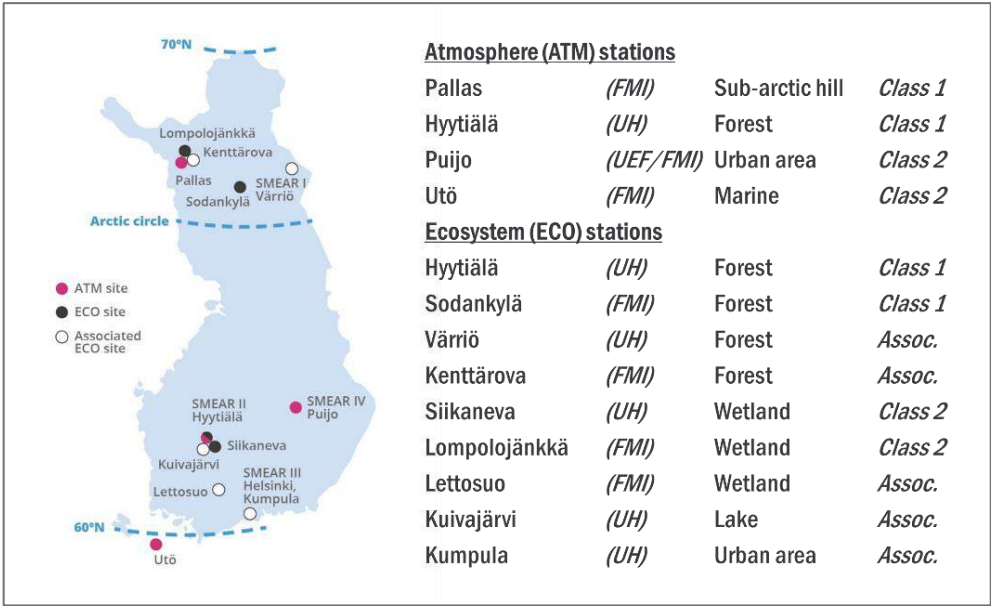 70°N
Lompolojänkkä
Kenttärova
Pallas
SMEAR I
Värriö
Sodankylä
Arctic circle
ATM site
ECO site
Associated
ECO site
SMEAR II
Hyytiälä
SMEAR IV
Puijo
Siikaneva
Kuivajärvi
SMEAR III
Helsinki,
Kumpula
Lettosuo
60°N
Utö
Atmosphere (ATM) stations
Pallas (FMI) Sub-arctic hill Class 1
Hyytiälä (UH) Forest Class 1
Puijo (UEF/FMI) Urban area Class 2
Utö (FMI) Marine Class 2
Ecosystem (ECO) stations
Hyytiälä (UH) Forest Class 1
Sodankylä (FMI) Forest Class 1
Värriö (UH) Forest Assoc.
Kenttärova (FMI) Forest Assoc.
Siikaneva (UH) Wetland Class 2
Lompolojänkkä (FMI) Wetland Class 2
Lettosuo (FMI) Wetland Assoc.
Kuivajärvi (UH) Lake Assoc.
Kumpula (UH) Urban area Assoc.